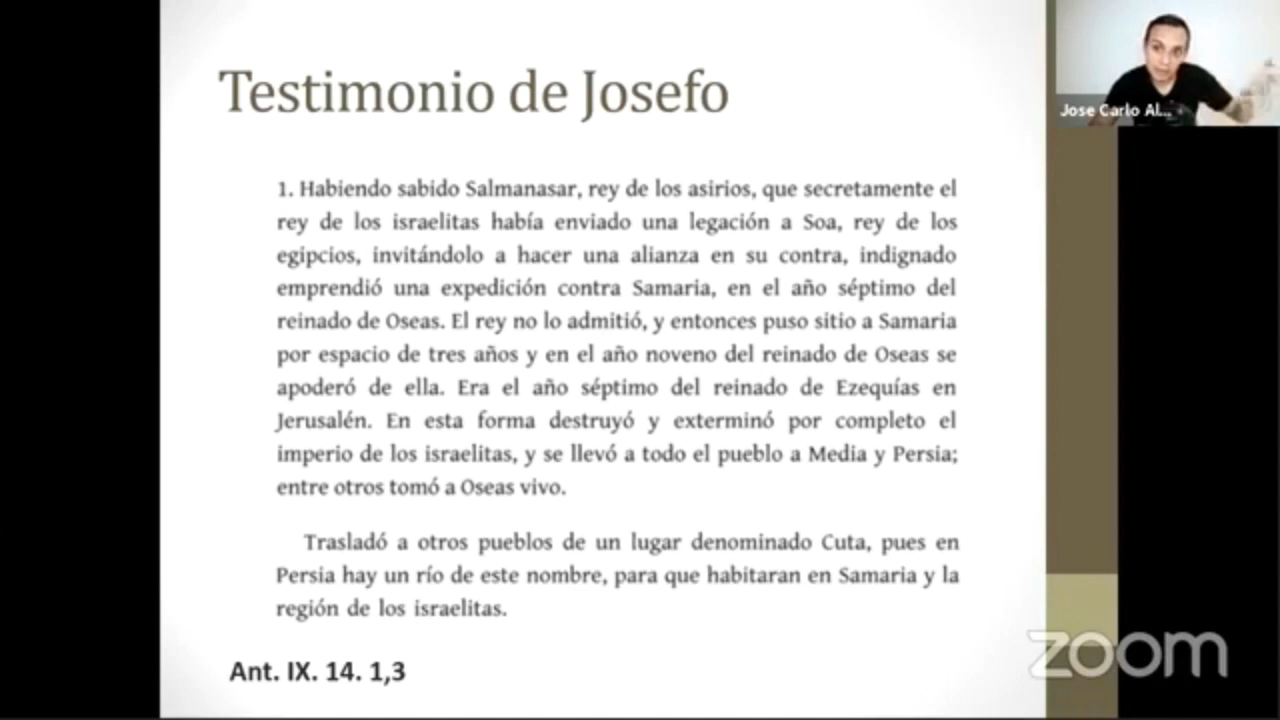 Testimonio de Josefo
Jose Carlo Al...
1. Habiendo sabido Salmanasar, rey de los asirios, que secretamente el
rey de los israelitas había enviado una legación a Soa, rey de los
egipcios, invitándolo a hacer una alianza en su contra, indignado
emprendió una expedición contra Samaria, en el año séptimo del
reinado de Oseas. El rey no lo admitió, y entonces puso sitio a Samaria
por espacio de tres años y en el año noveno del reinado de Oseas se
apoderó de ella. Era el año séptimo del reinado de Ezequías en
Jerusalén. En esta forma destruyó y exterminó por completo el
imperio de los israelitas, y se llevó a todo el pueblo a Media y Persia;
entre otros tomó a Oseas vivo.
Trasladó a otros pueblos de un lugar denominado Cuta, pues en
Persia hay un río de este nombre, para que habitaran en Samaria y la
región de los israelitas.
Ant. IX. 14. 1,3
zoom